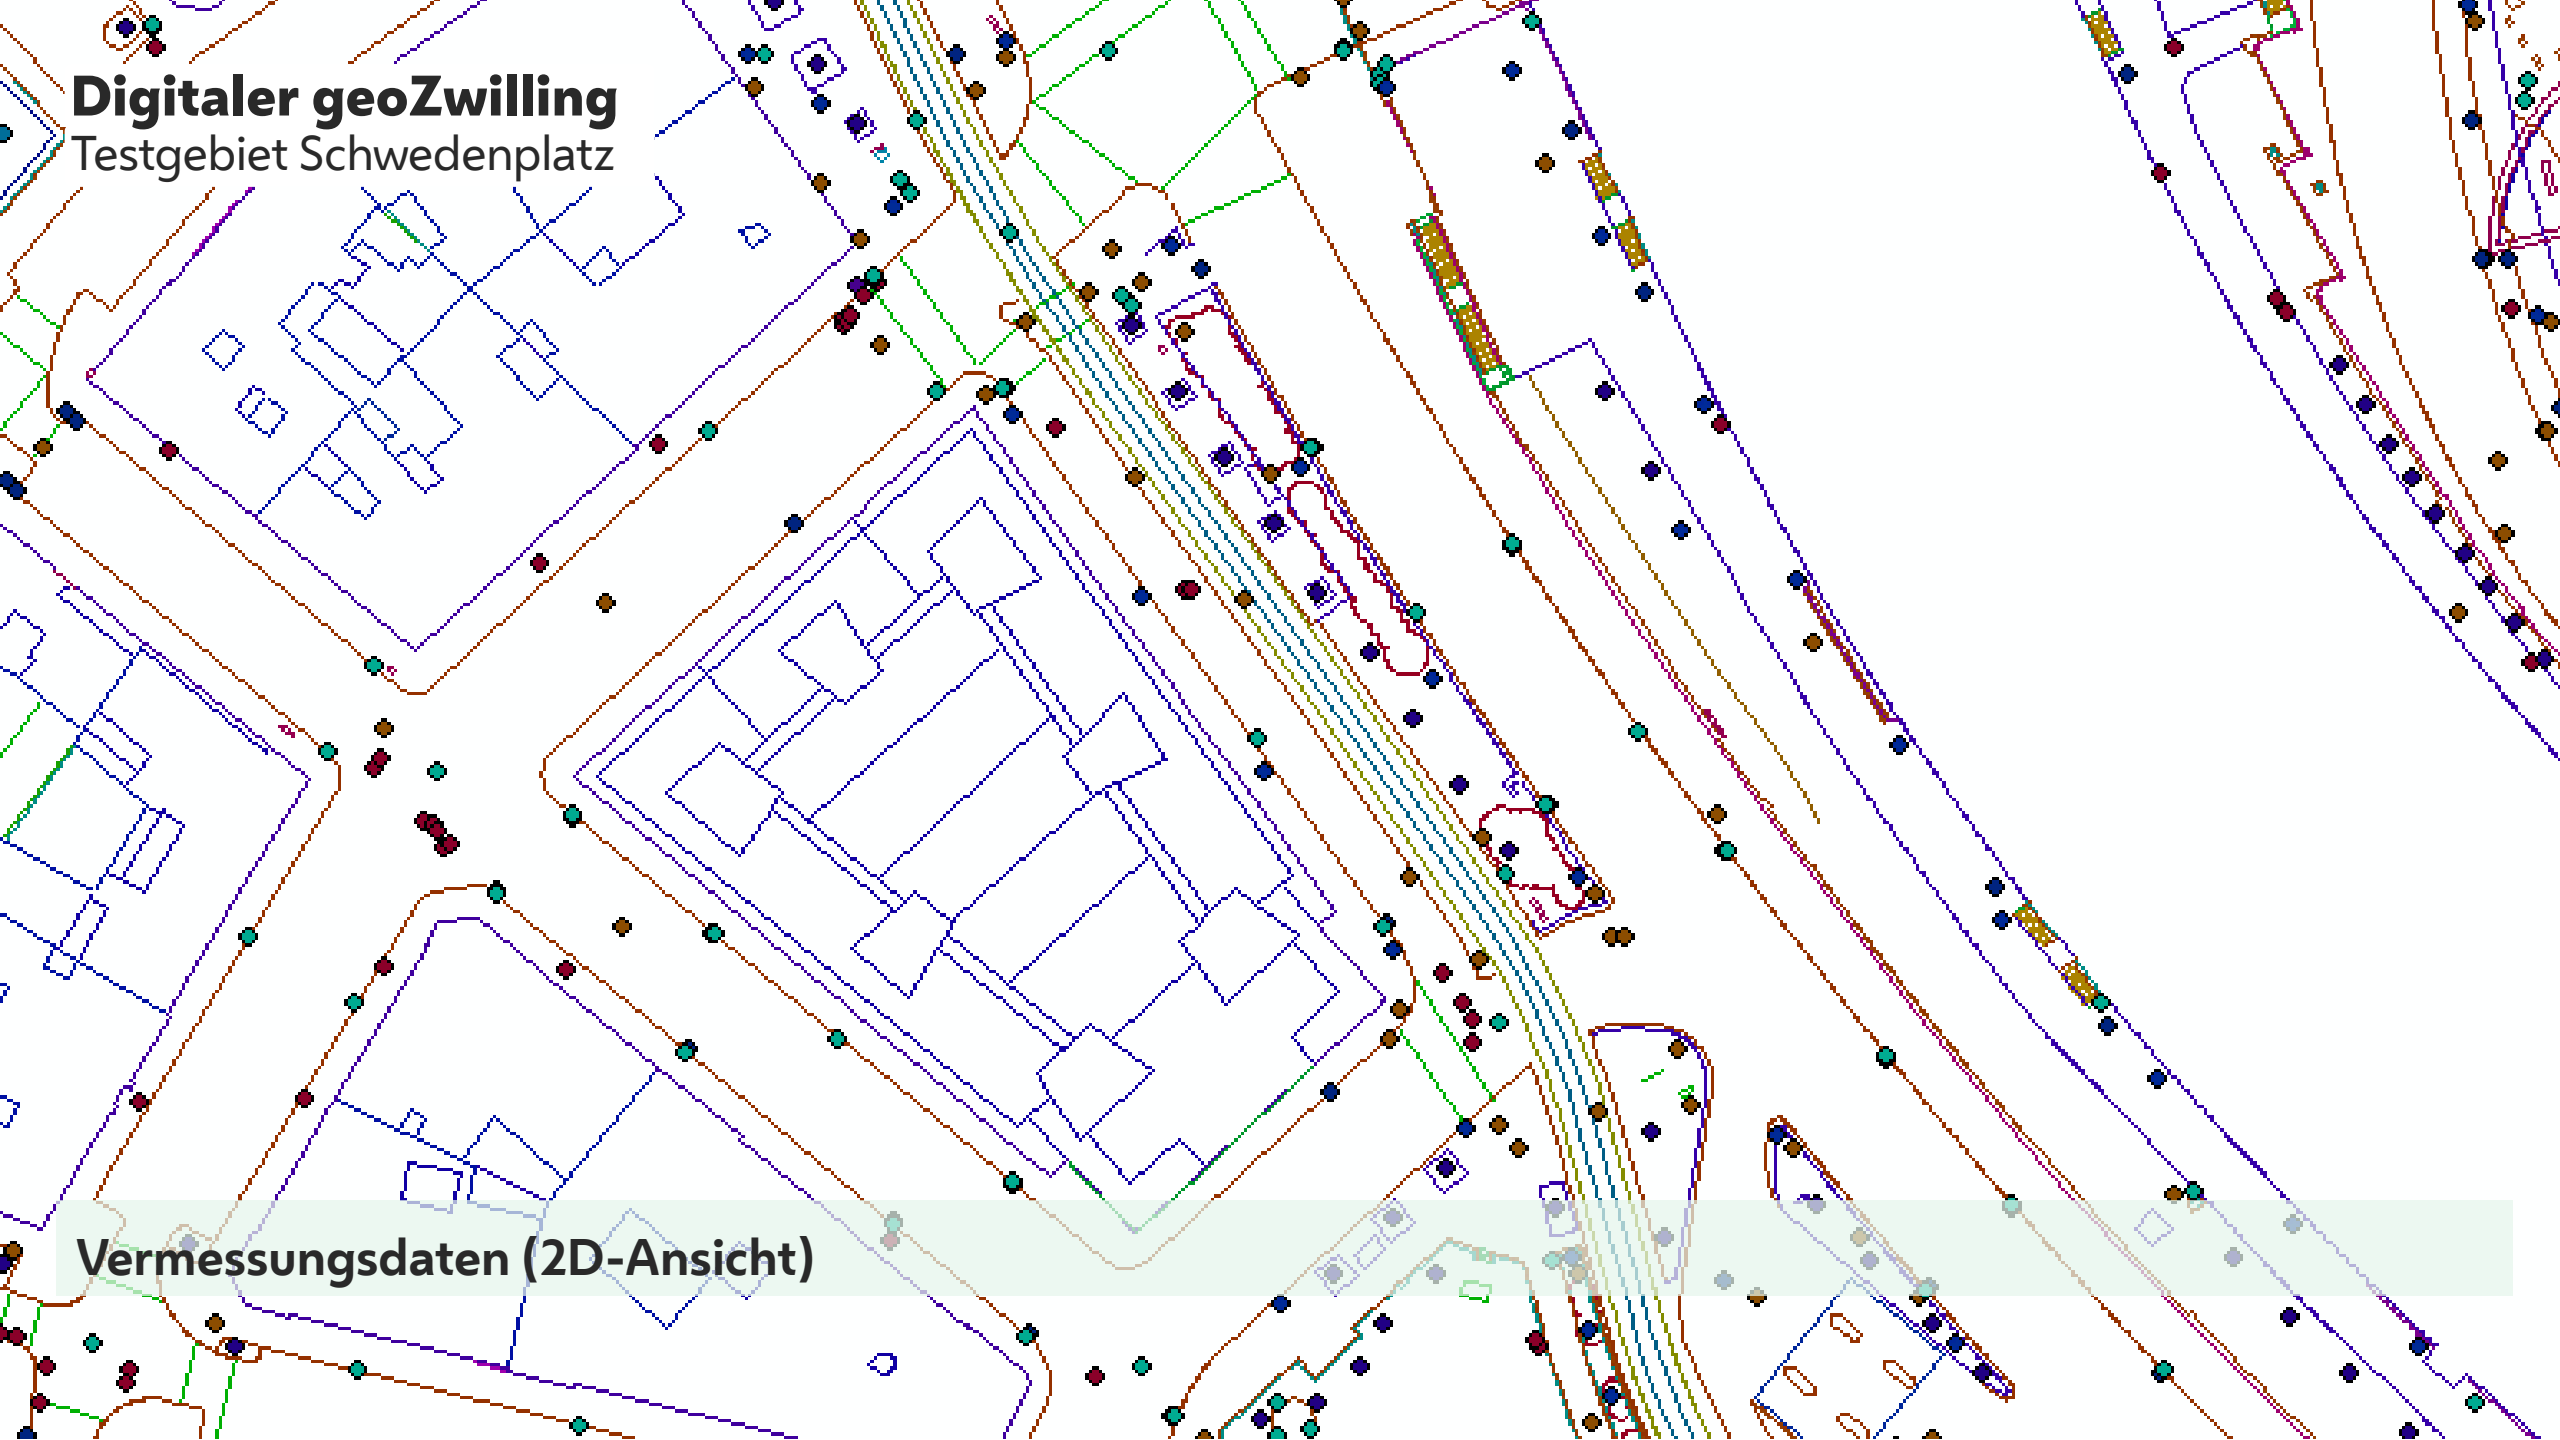 Digitaler geoZwilling
Testgebiet Schwedenplatz
Vermessungsdaten (2D-Ansicht)